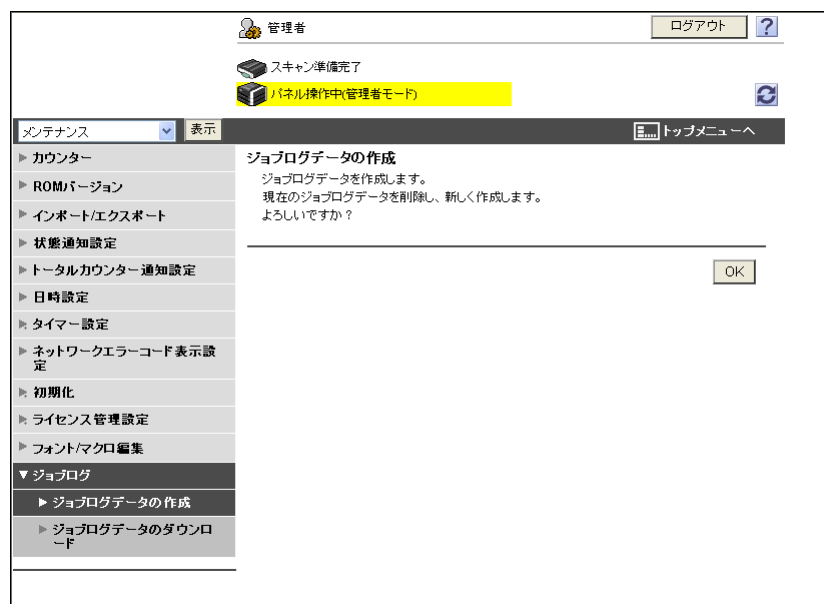 管理者
ログアウト
?
スキャン準備完了
パネル操作中(管理者モード)
メンテナンス
表示
トップメニューへ
カウンター
ROMバージョン
インポート/エクスポート
状態通知設定
トータルカウンター通知設定
日時設定
タイマー設定
ネットワークエラーコード表示設
定
初期化
ライセンス管理設定
フォント/マクロ編集
ジョブログ
ジョブログデータの作成
ジョブログデータのダウンロ
ード
ジョブログデータの作成
ジョブログデータを作成します。
現在のジョブログデータを削除し、新しく作成します。
よろしいですか？
OK